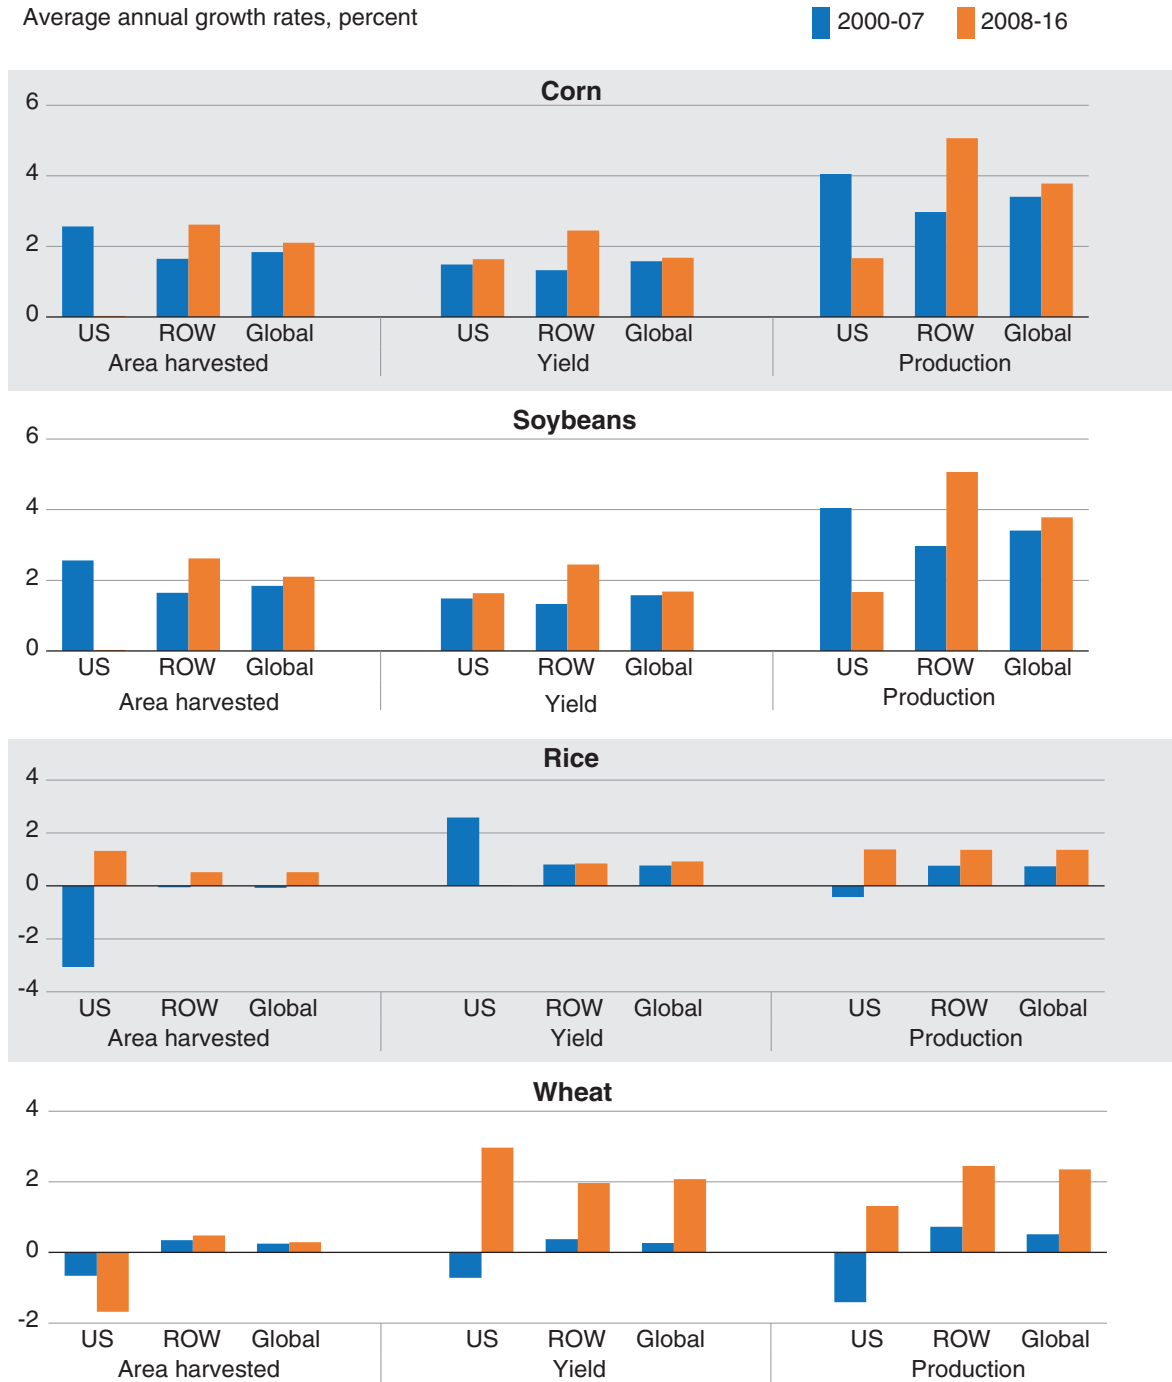 Average annual growth rates, percent
2000-07 2008-16
Corn
6
4
2
0
US ROW Global US ROW Global US ROW Global
Area harvested Yield Production
Soybeans
6
4
2
0
US ROW Global US ROW Global US ROW Global
Area harvested Yield Production
Rice
4
2
0
-2
-4
US ROW Global US ROW Global US ROW Global
Area harvested Yield Production
Wheat
4
2
0
-2
US ROW Global US ROW Global US ROW Global
Area harvested Yield Production